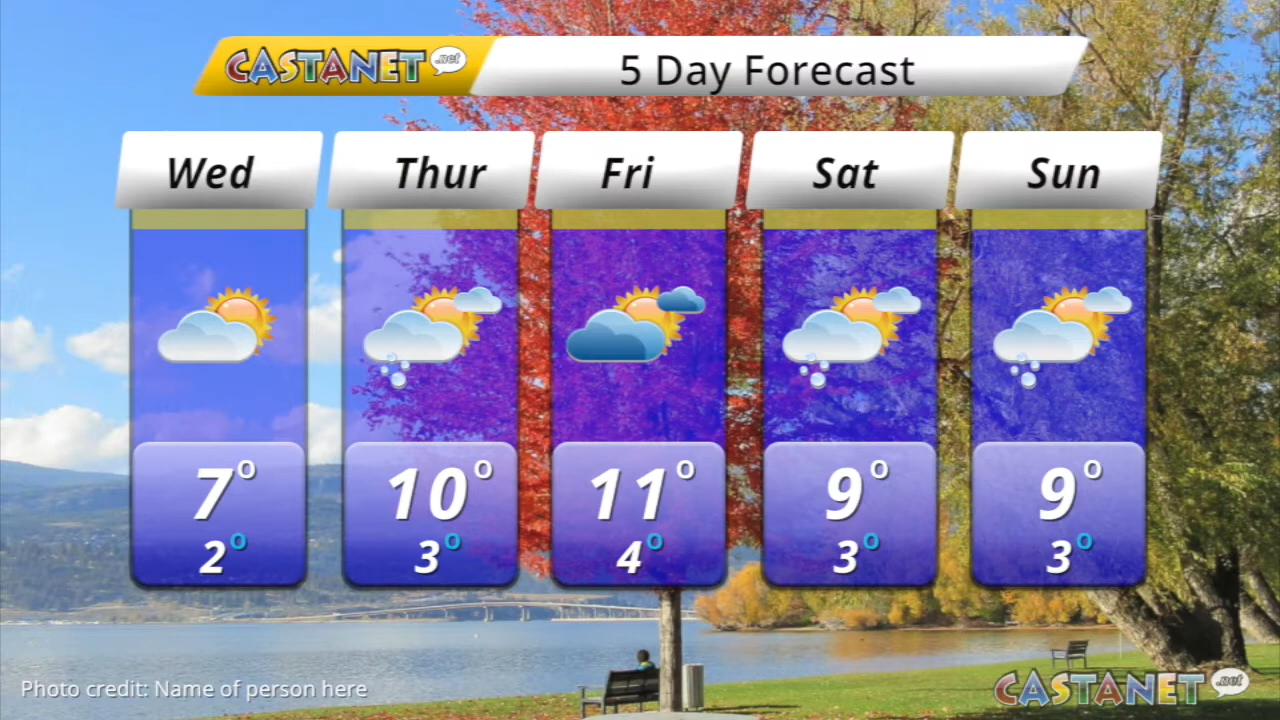 CASTANET .net 5 Day Forecast
Wed Thur Fri Sat Sun
7° 10° 11° 9° 9°
2° 3° 4° 3° 3°
Photo credit: Name of person here
CASTANET .net